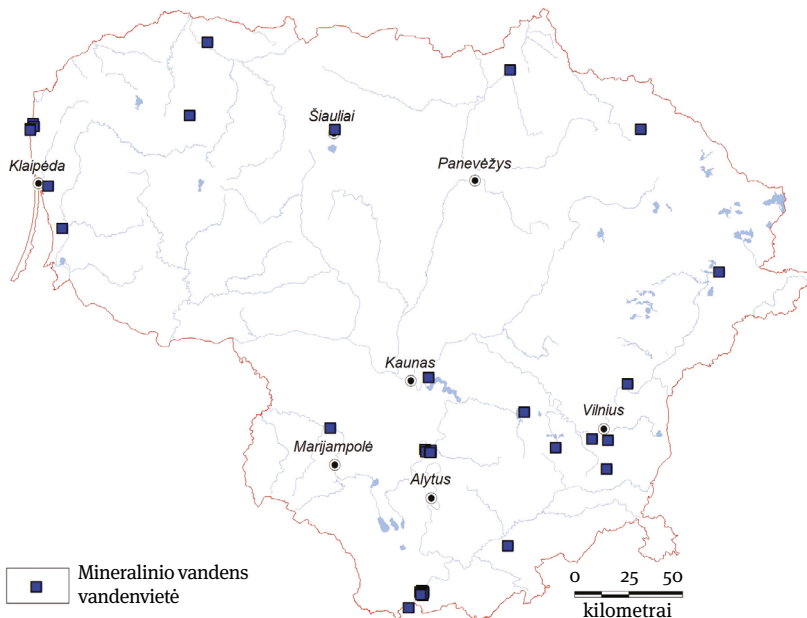 Šiauliai
Panevėžys
Klaipėda
Kaunas
Vilnius
Marijampolė
Alytus
Mineralinio vandens
vandenvietė
0 25 50
kilometrai